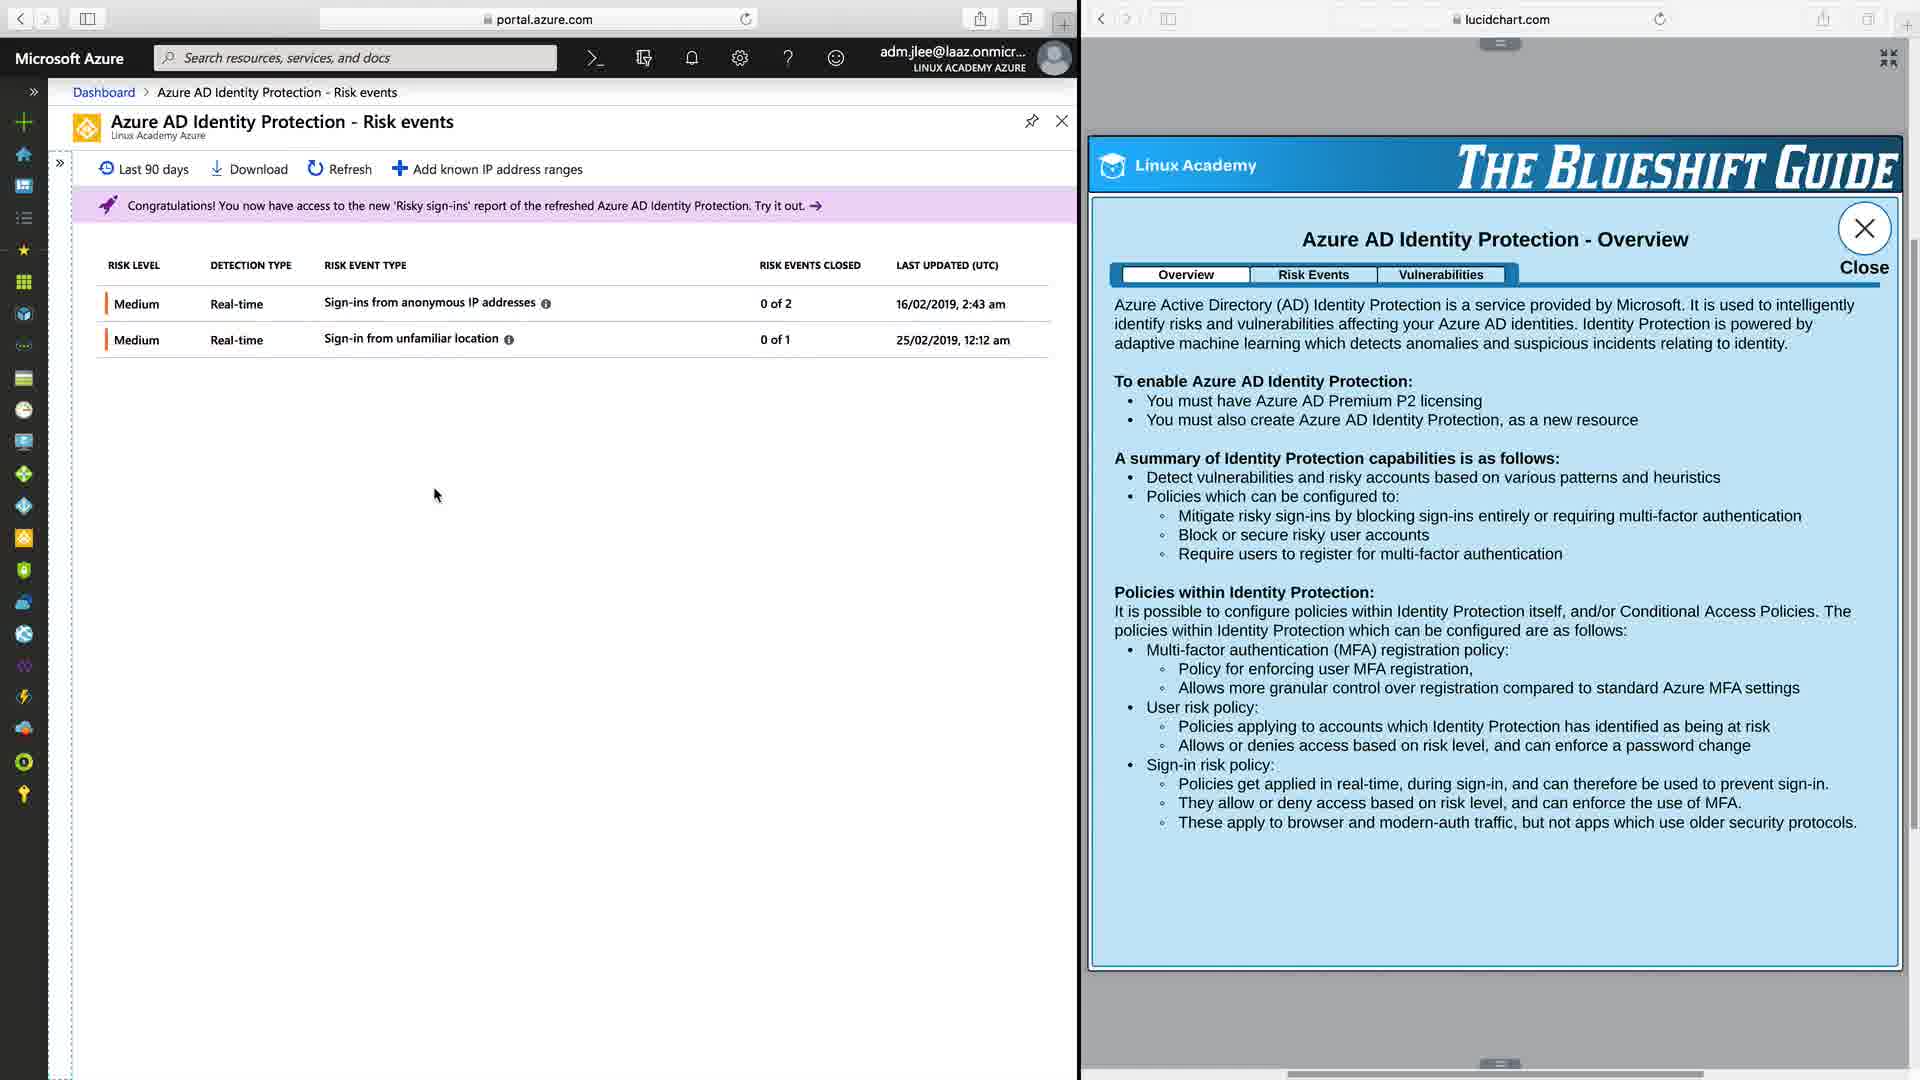 portal.azure.com
Microsoft Azure
Search resources, services, and docs
adm.jlee@laaz.onmicr...
LINUX ACADEMY AZURE
Dashboard > Azure AD Identity Protection - Risk events
Azure AD Identity Protection - Risk events
Linux Academy Azure
Last 90 days Download Refresh Add known IP address ranges
Congratulations! You now have access to the new 'Risky sign-ins' report of the refreshed Azure AD Identity Protection. Try it out. →
RISK LEVEL DETECTION TYPE RISK EVENT TYPE RISK EVENTS CLOSED LAST UPDATED (UTC)
Medium Real-time Sign-ins from anonymous IP addresses 0 of 2 16/02/2019, 2:43 am
Medium Real-time Sign-in from unfamiliar location 0 of 1 25/02/2019, 12:12 am
lucidchart.com
Linux Academy
THE BLUESHIFT GUIDE
Azure AD Identity Protection - Overview
Close
Overview Risk Events Vulnerabilities
Azure Active Directory (AD) Identity Protection is a service provided by Microsoft. It is used to intelligently
identify risks and vulnerabilities affecting your Azure AD identities. Identity Protection is powered by
adaptive machine learning which detects anomalies and suspicious incidents relating to identity.
To enable Azure AD Identity Protection:
• You must have Azure AD Premium P2 licensing
• You must also create Azure AD Identity Protection, as a new resource
A summary of Identity Protection capabilities is as follows:
• Detect vulnerabilities and risky accounts based on various patterns and heuristics
• Policies which can be configured to:
◦ Mitigate risky sign-ins by blocking sign-ins entirely or requiring multi-factor authentication
◦ Block or secure risky user accounts
◦ Require users to register for multi-factor authentication
Policies within Identity Protection:
It is possible to configure policies within Identity Protection itself, and/or Conditional Access Policies. The
policies within Identity Protection which can be configured are as follows:
• Multi-factor authentication (MFA) registration policy:
◦ Policy for enforcing user MFA registration,
◦ Allows more granular control over registration compared to standard Azure MFA settings
• User risk policy:
◦ Policies applying to accounts which Identity Protection has identified as being at risk
◦ Allows or denies access based on risk level, and can enforce a password change
• Sign-in risk policy:
◦ Policies get applied in real-time, during sign-in, and can therefore be used to prevent sign-in.
◦ They allow or deny access based on risk level, and can enforce the use of MFA.
◦ These apply to browser and modern-auth traffic, but not apps which use older security protocols.